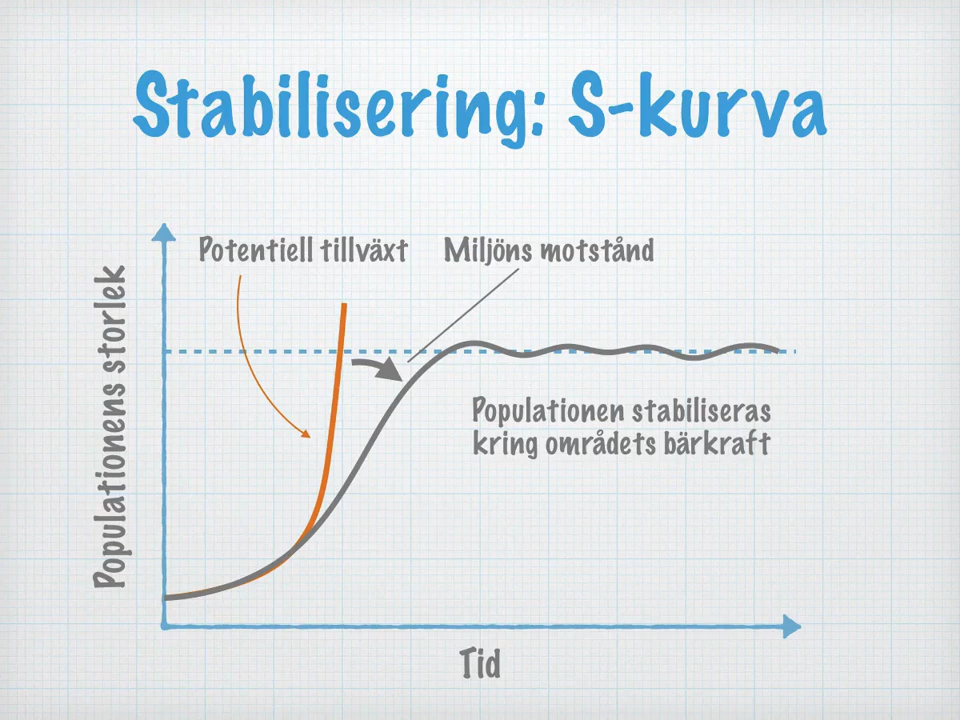 Stabilisering: S-kurva
Potentiell tillväxt
Miljöns motstånd
Populationens storlek
Populationen stabiliseras
kring områdets bärkraft
Tid